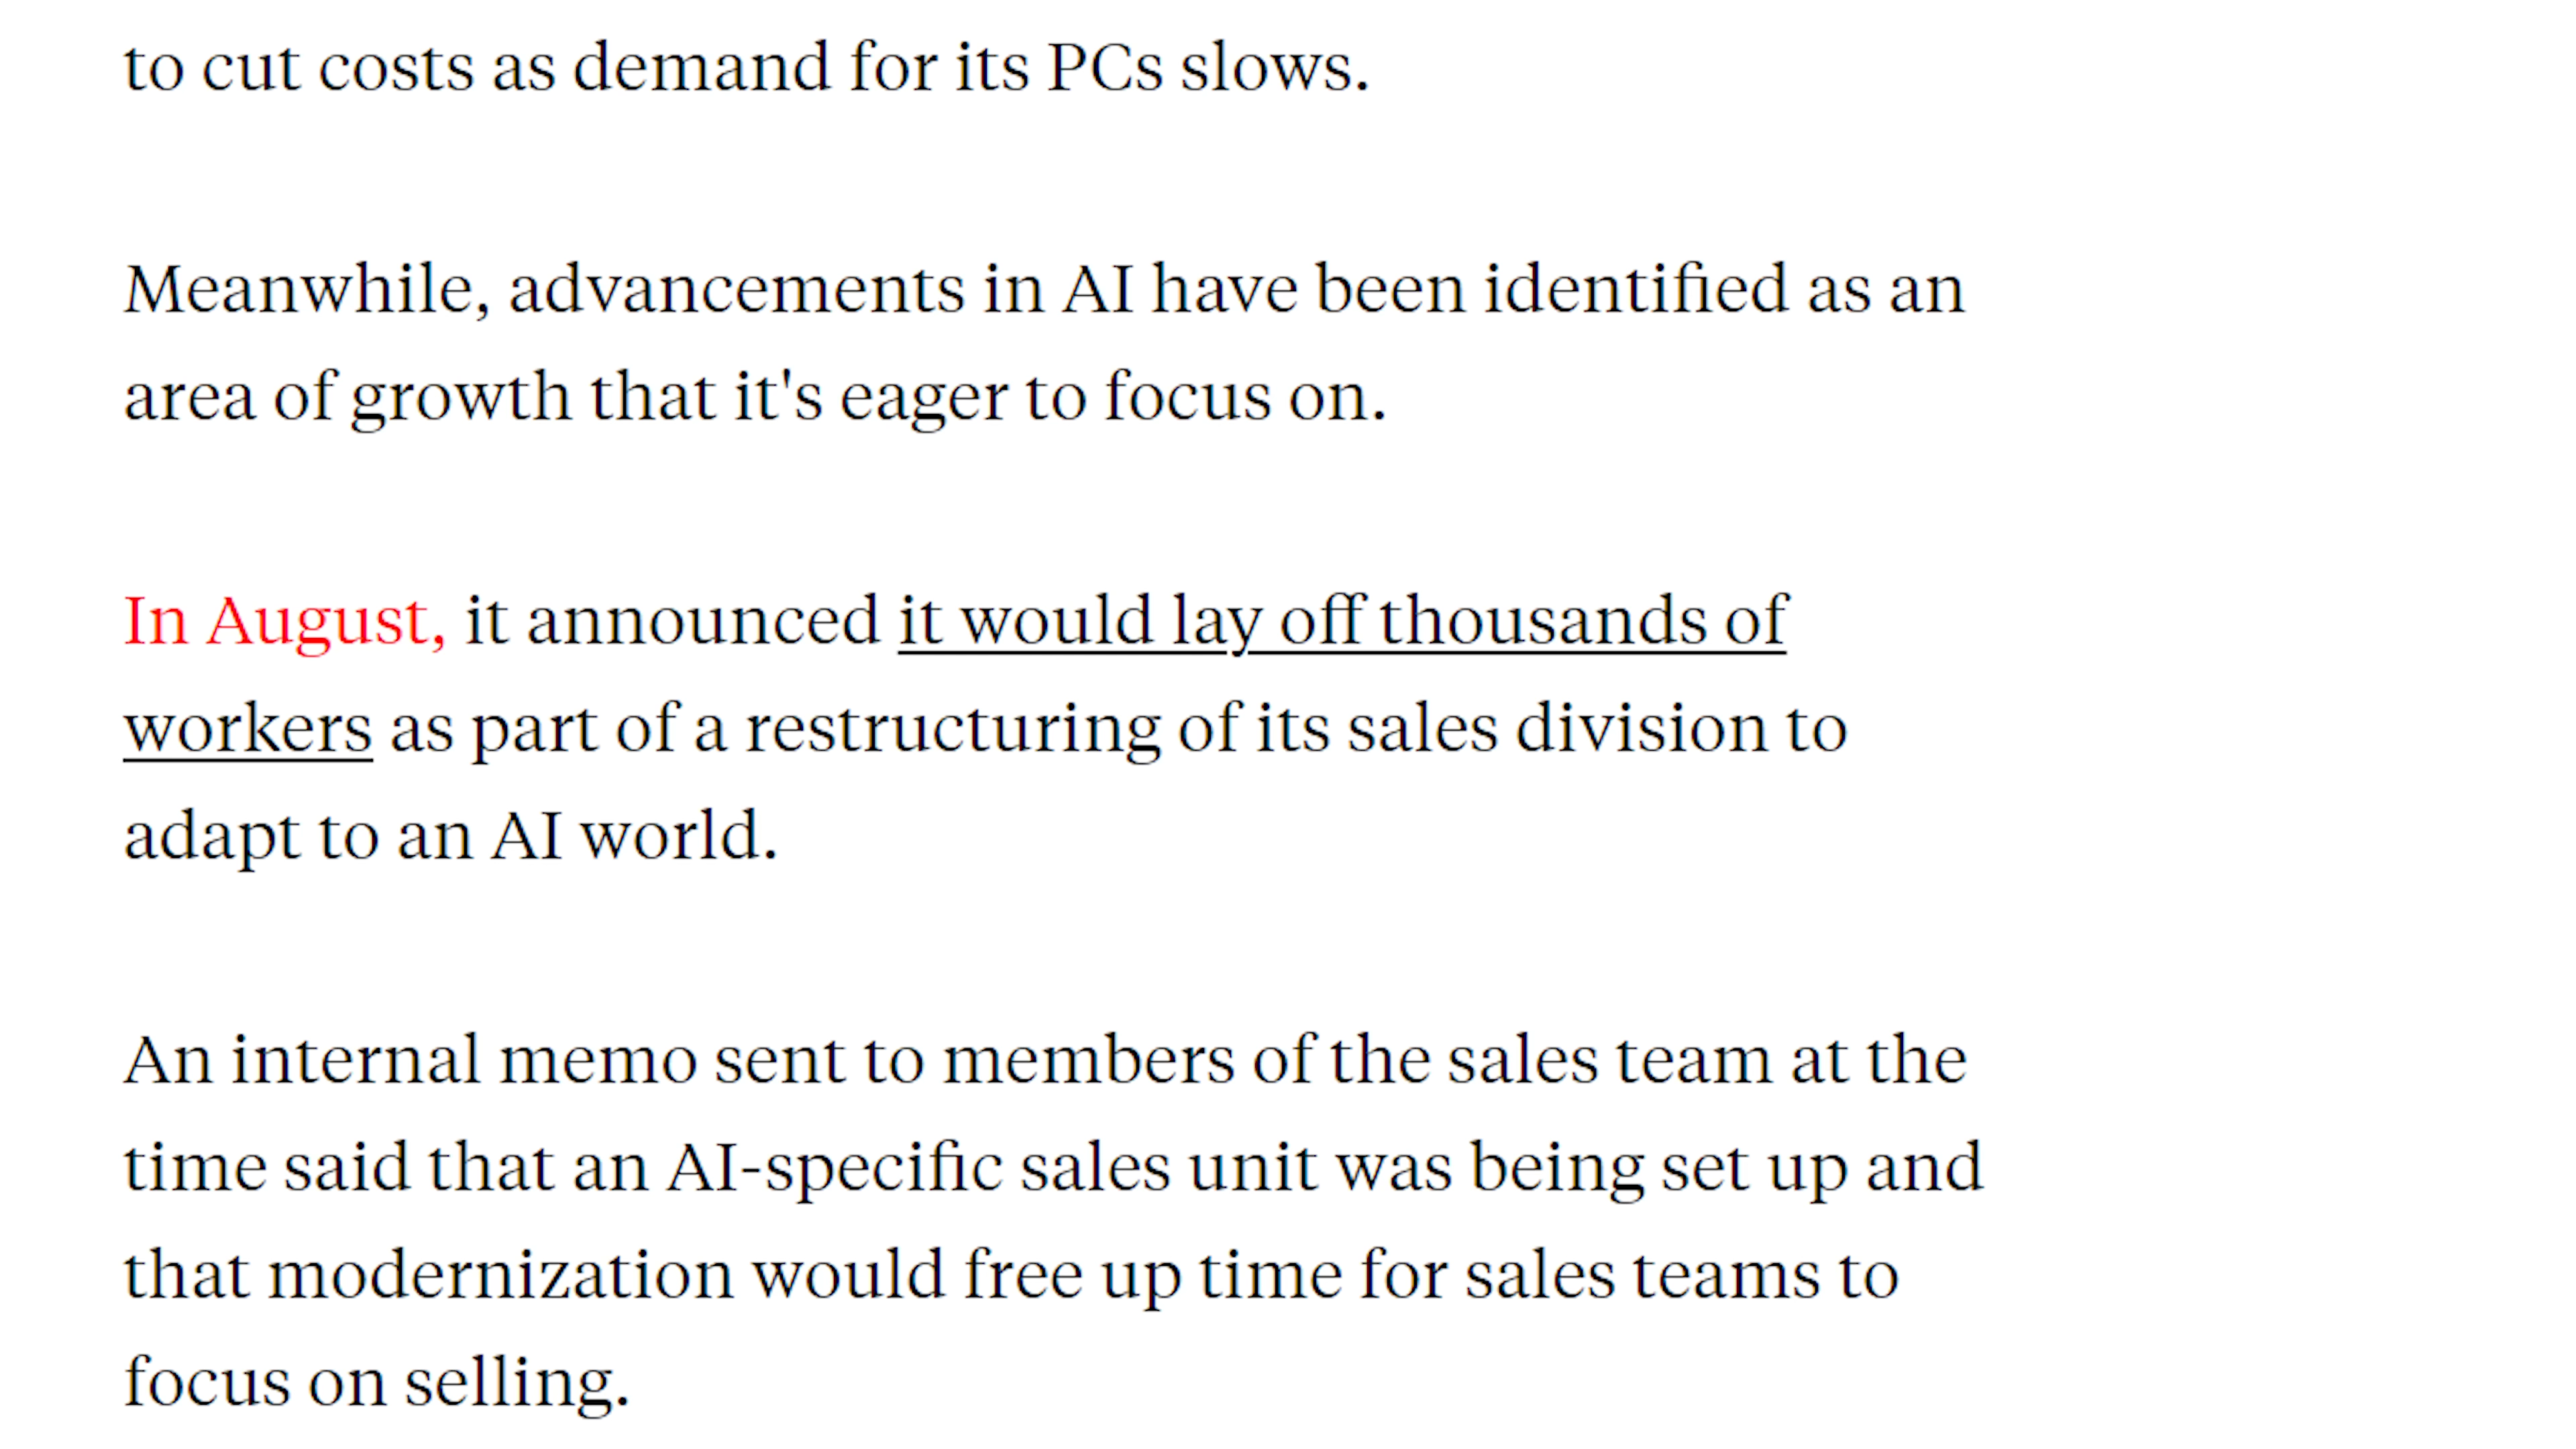 to cut costs as demand for its PCs slows.
Meanwhile, advancements in AI have been identified as an
area of growth that it's eager to focus on.
In August, it announced it would lay off thousands of
workers as part of a restructuring of its sales division to
adapt to an AI world.
An internal memo sent to members of the sales team at the
time said that an AI-specific sales unit was being set up and
that modernization would free up time for sales teams to
focus on selling.